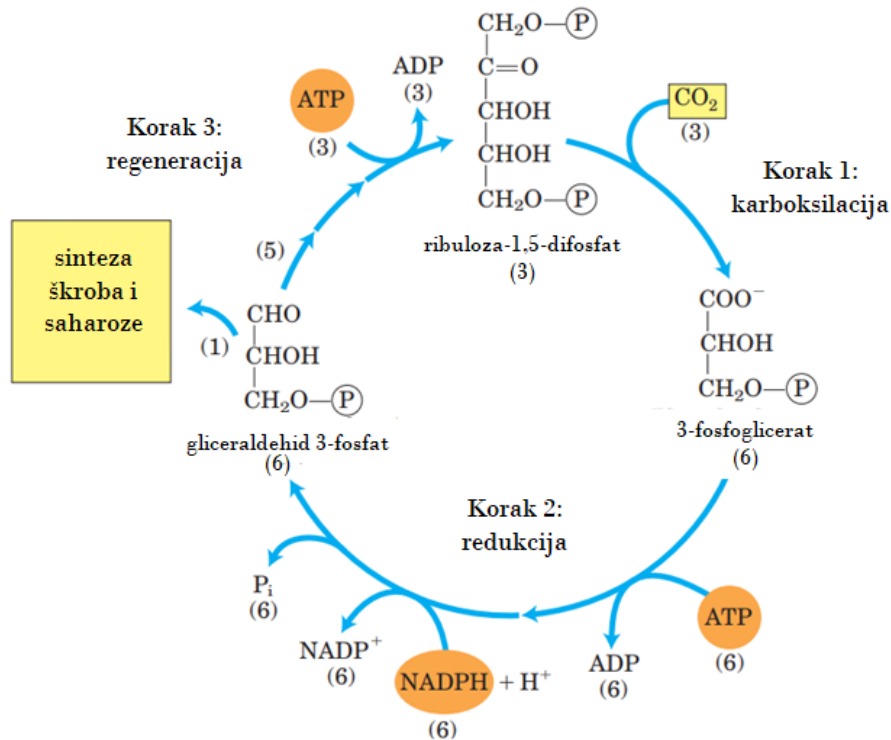 CH₂O—Ⓟ
C=O
CHOH
CHOH
CH₂O—Ⓟ
ribuloza-1,5-difosfat
(3)
CO₂
(3)
Korak 1:
karboksilacija
COO⁻
CHOH
CH₂O—Ⓟ
3-fosfoglicerat
(6)
ATP
(6)
ADP
(6)
Korak 2:
redukcija
NADPH + H⁺
(6)
NADP⁺
(6)
Pᵢ
(6)
CHO
CHOH
CH₂O—Ⓟ
gliceraldehid 3-fosfat
(6)
(1)
sinteza
škroba i
saharoze
(5)
Korak 3:
regeneracija
ATP
(3)
ADP
(3)